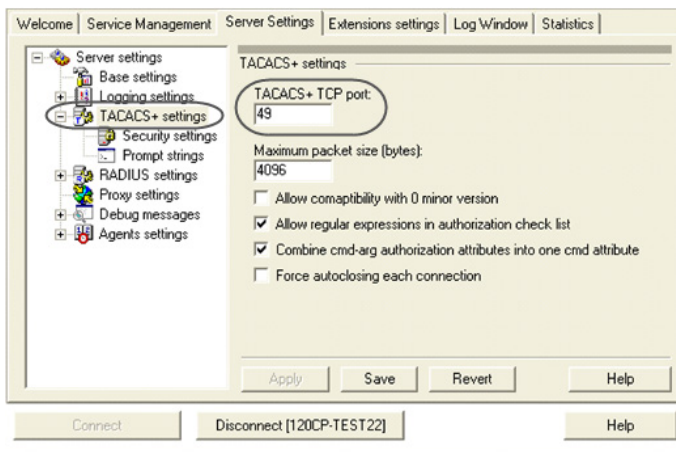 Welcome
Service Management
Server Settings
Extensions settings
Log Window
Statistics
Server settings
Base settings
Logging settings
TACACS+ settings
Security settings
Prompt strings
RADIUS settings
Proxy settings
Debug messages
Agents settings
TACACS+ settings
TACACS+ TCP port:
49
Maximum packet size (bytes):
4096
Allow comaptibility with 0 minor version
Allow regular expressions in authorization check list
Combine cmd-arg authorization attributes into one cmd attribute
Force autoclosing each connection
Apply
Save
Revert
Help
Connect
Disconnect [120CP-TEST22]
Help